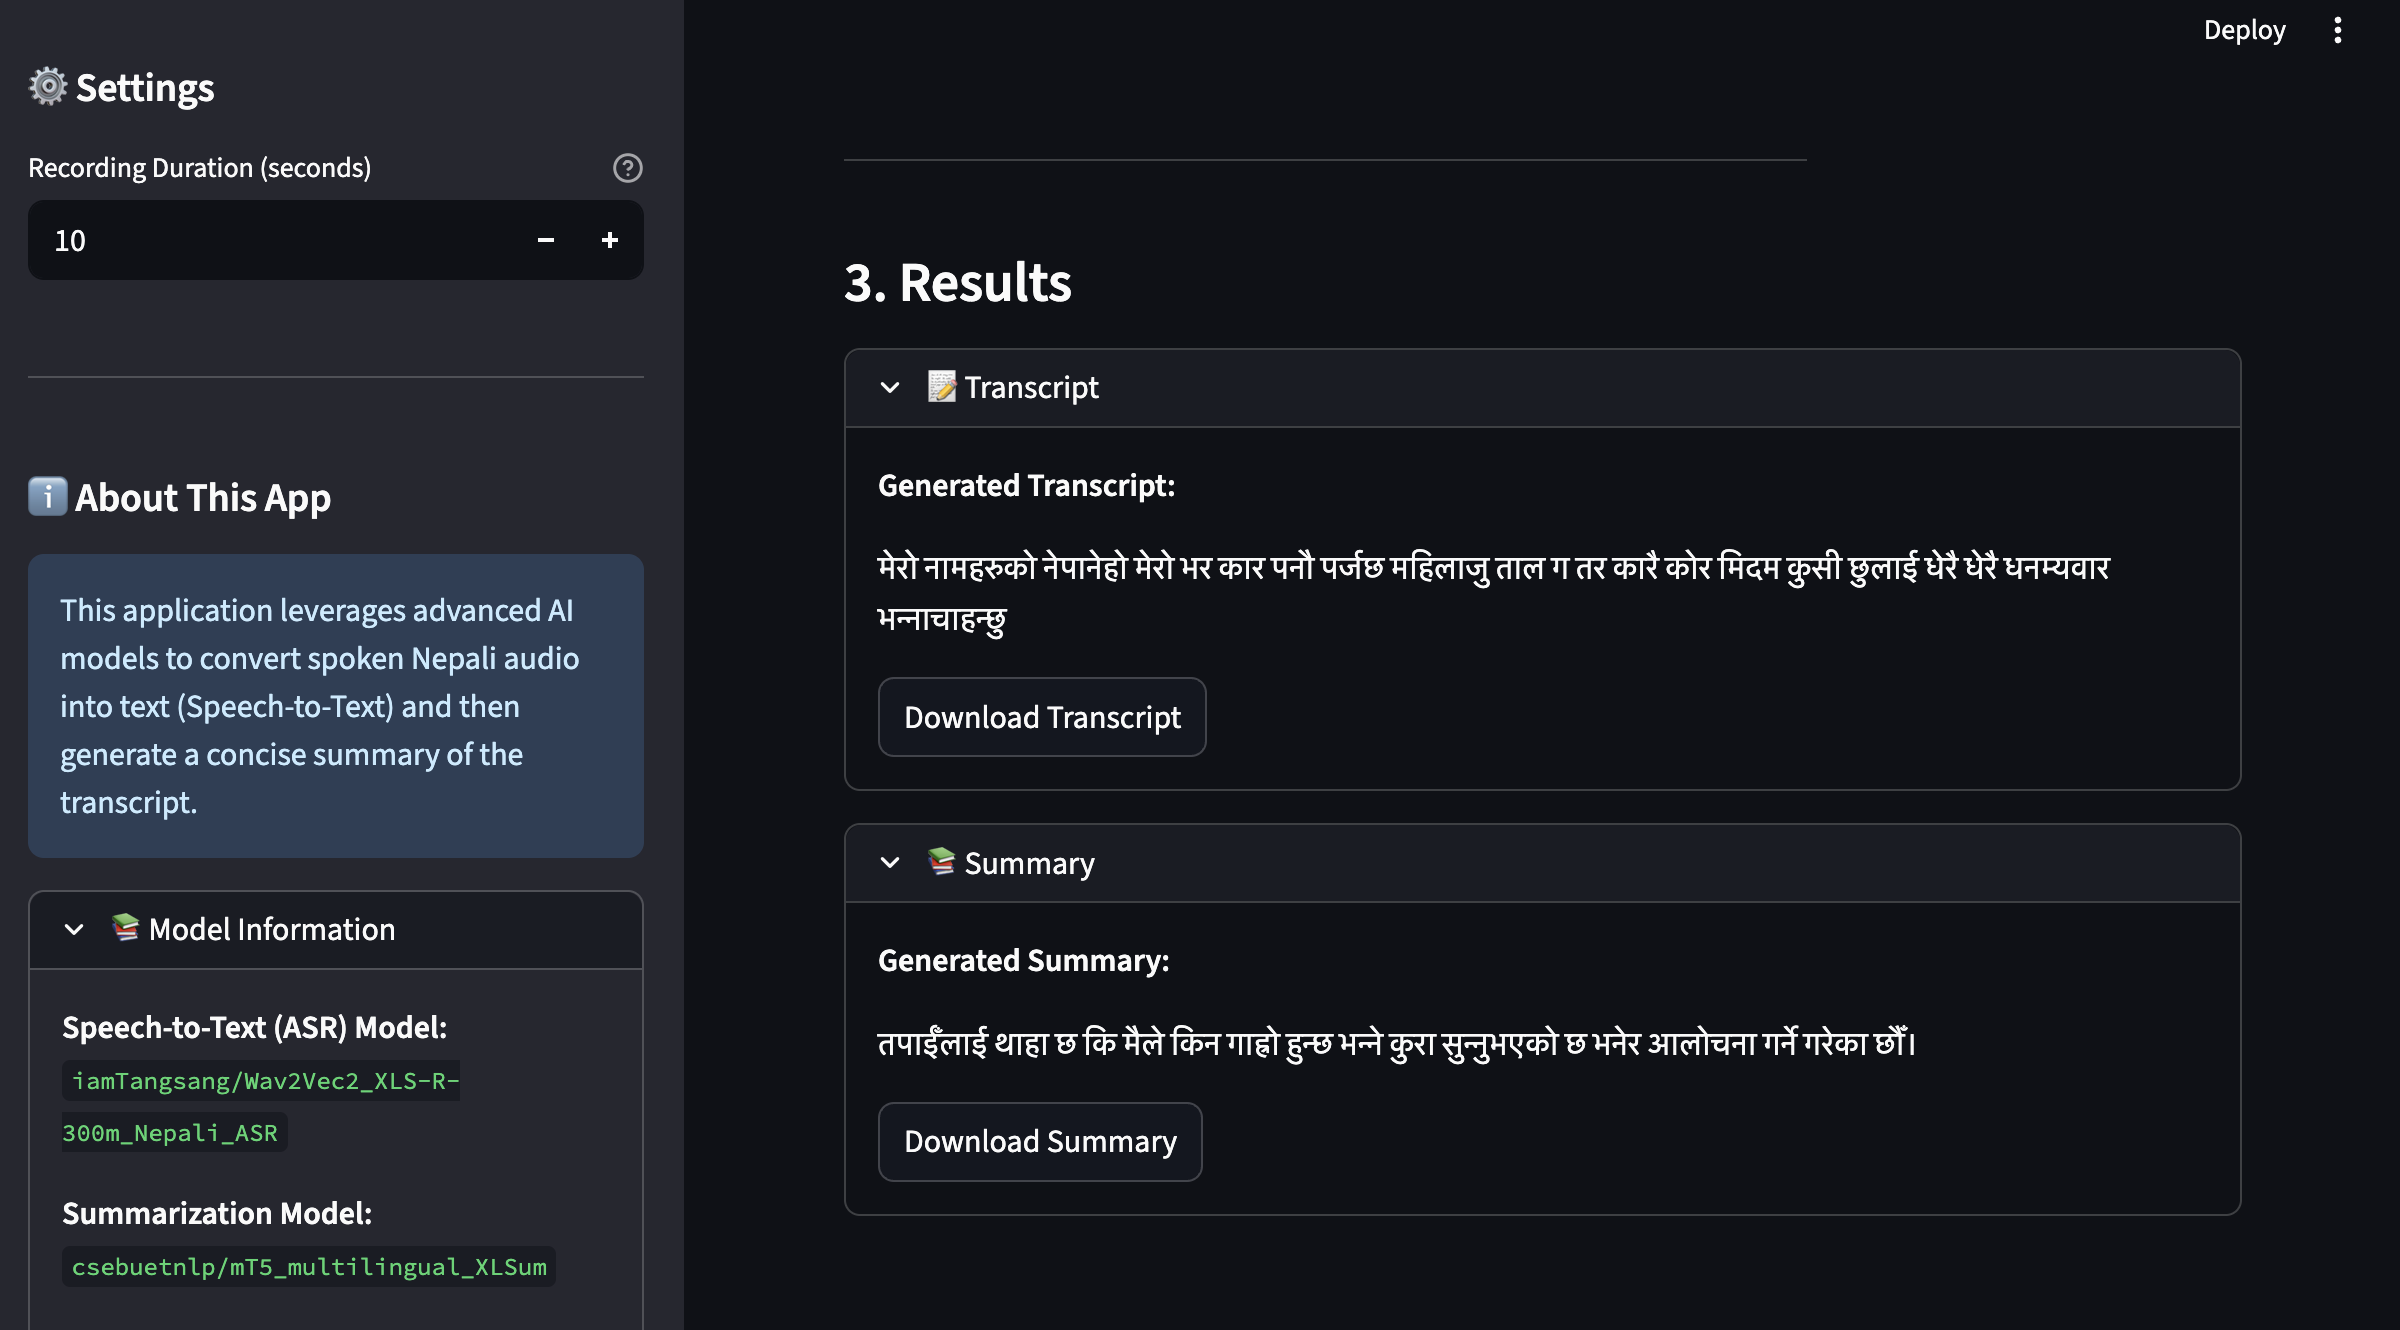 Deploy
Settings
Recording Duration (seconds)
10
About This App
This application leverages advanced AI
models to convert spoken Nepali audio
into text (Speech-to-Text) and then
generate a concise summary of the
transcript.
Model Information
Speech-to-Text (ASR) Model:
iamTangsang/Wav2Vec2_XLS-R-
300m_Nepali_ASR
Summarization Model:
csebuetnlp/mT5_multilingual_XLSum
3. Results
Transcript
Generated Transcript:
मेरो नामहरुको नेपानेहो मेरो भर कार पनौ पर्जछ महिलाजु ताल ग तर कारै कोर मिदम कुसी छुलाई धेरै धेरै धनम्यवार
भन्नाचाहन्छु
Download Transcript
Summary
Generated Summary:
तपाईँलाई थाहा छ कि मैले किन गाह्रो हुन्छ भन्ने कुरा सुन्नुभएको छ भनेर आलोचना गर्ने गरेका छौँ।
Download Summary